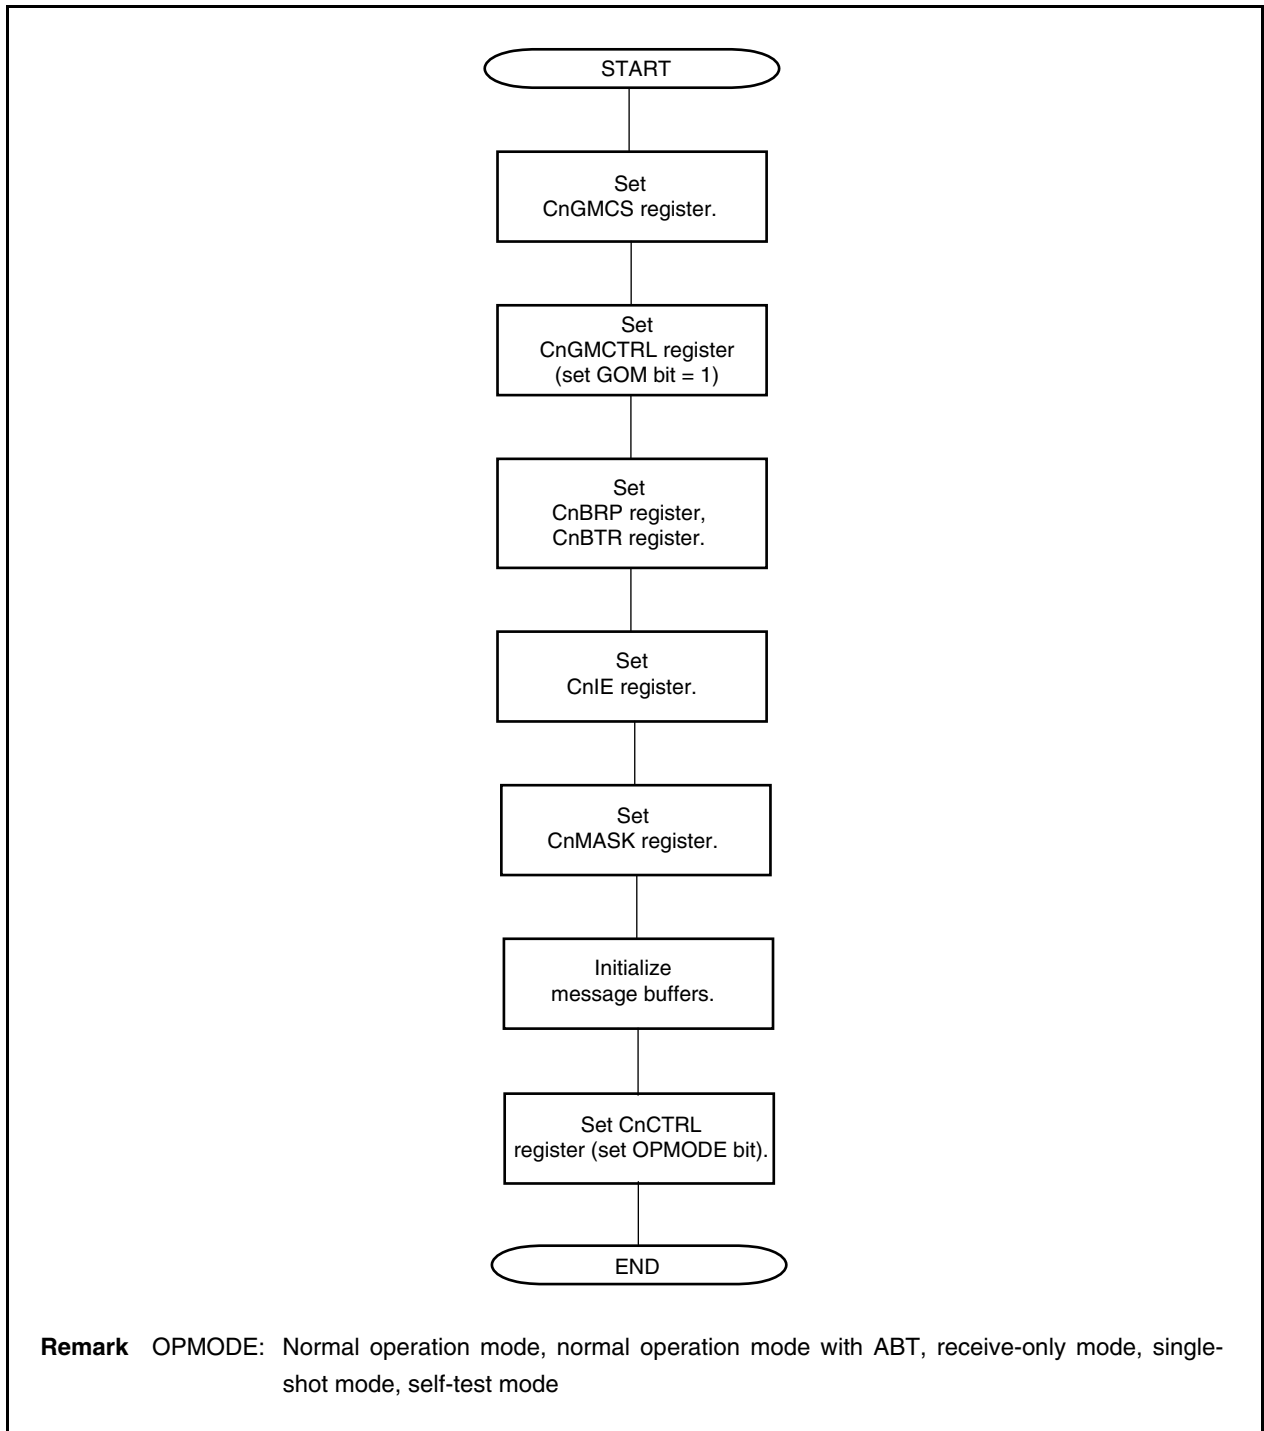 START
Set
CnGMCS register.
Set
CnGMCTRL register
(set GOM bit = 1)
Set
CnBRP register,
CnBTR register.
Set
CnIE register.
Set
CnMASK register.
Initialize
message buffers.
Set CnCTRL
register (set OPMODE bit).
END
Remark OPMODE: Normal operation mode, normal operation mode with ABT, receive-only mode, single-
shot mode, self-test mode